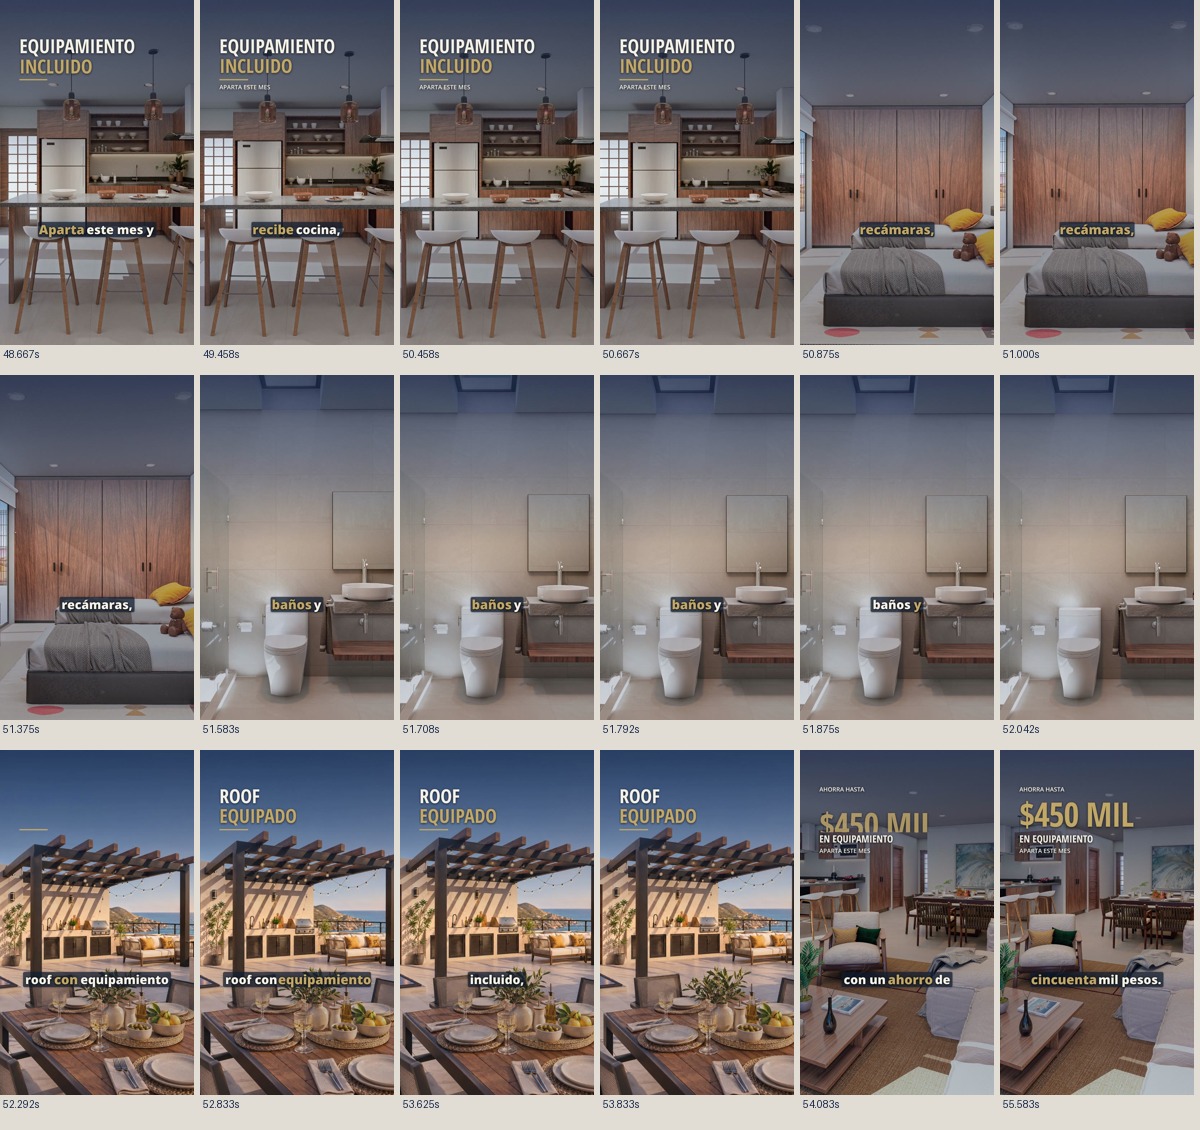 EQUIPAMIENTO
INCLUIDO
Aparta este mes y
48.667s
EQUIPAMIENTO
INCLUIDO
APARTA ESTE MES
recibe cocina,
49.458s
EQUIPAMIENTO
INCLUIDO
APARTA ESTE MES
50.458s
EQUIPAMIENTO
INCLUIDO
APARTA ESTE MES
50.667s
recámaras,
50.875s
recámaras,
51.000s
recámaras,
51.375s
baños y
51.583s
baños y
51.708s
baños y
51.792s
baños y
51.875s
52.042s
roof con equipamiento
52.292s
ROOF
EQUIPADO
roof con equipamiento
52.833s
ROOF
EQUIPADO
incluido,
53.625s
ROOF
EQUIPADO
53.833s
AHORRA HASTA
$450 MIL
EN EQUIPAMIENTO
APARTA ESTE MES
con un ahorro de
54.083s
AHORRA HASTA
$450 MIL
EN EQUIPAMIENTO
APARTA ESTE MES
cincuenta mil pesos.
55.583s